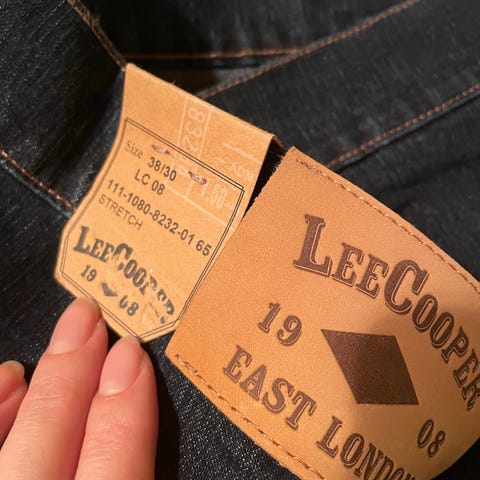 Size 38/30
LC 08
111-1080-8232-01 65
STRETCH
LEECOOPER
19 08
LEECOOPER
19 08
EAST LONDON